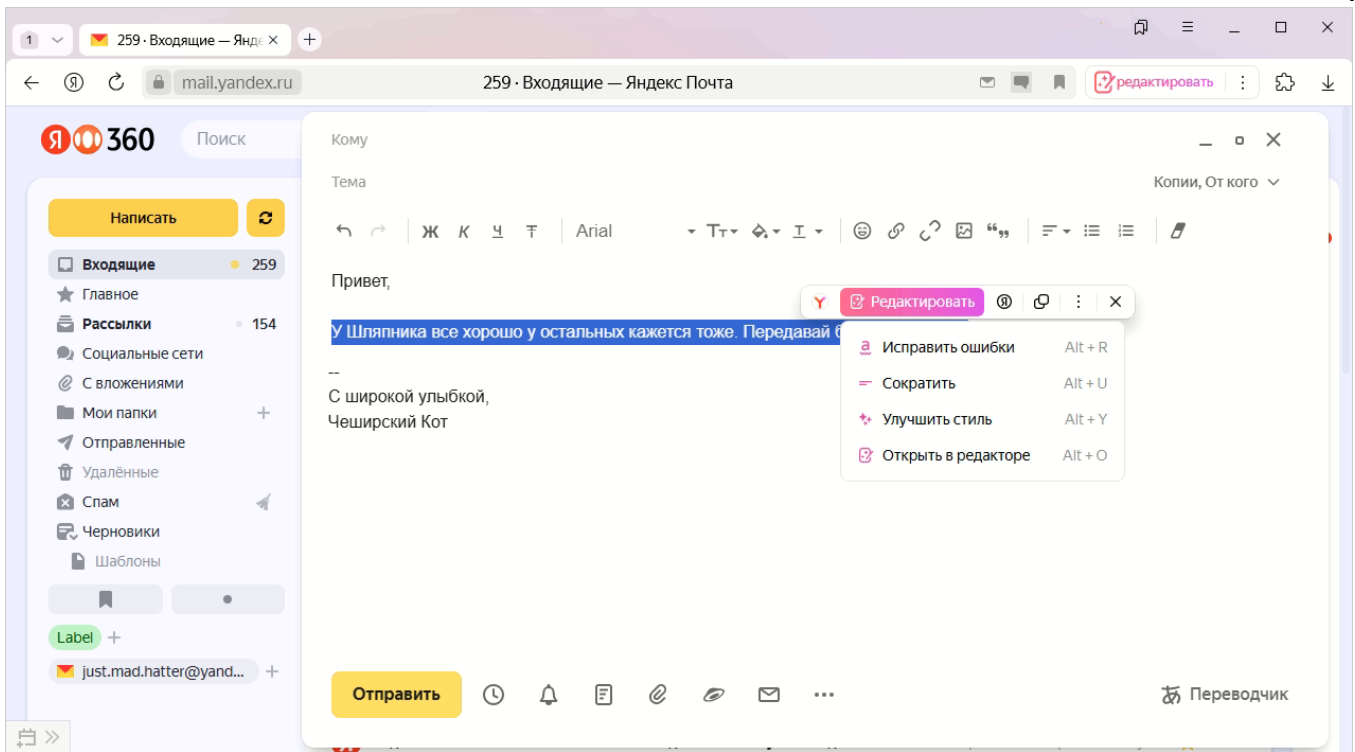 1
259 · Входящие — Янде
mail.yandex.ru
259 · Входящие — Яндекс Почта
редактировать
360
Поиск
Написать
Входящие 259
Главное
Рассылки 154
Социальные сети
С вложениями
Мои папки
Отправленные
Удалённые
Спам
Черновики
Шаблоны
Label
just.mad.hatter@yand...
Кому
Тема
Копии, От кого
Ж К Ч Т Arial
Привет,
Редактировать
У Шляпника все хорошо у остальных кажется тоже. Передавай
Исправить ошибки Alt + R
Сократить Alt + U
Улучшить стиль Alt + Y
Открыть в редакторе Alt + O
--
С широкой улыбкой,
Чеширский Кот
Отправить
Переводчик